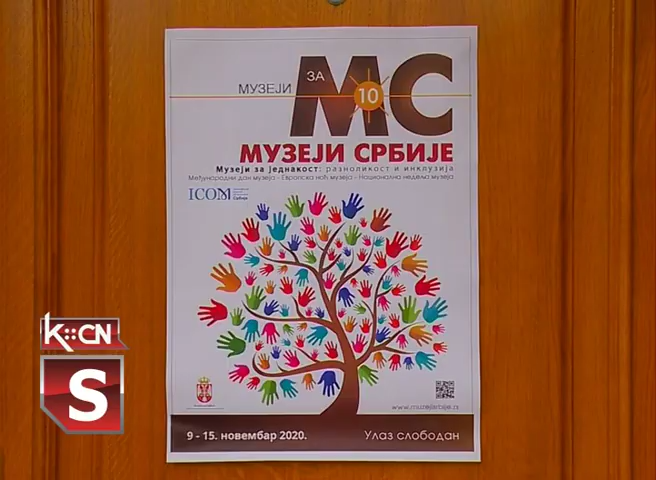 МУЗЕЈИ ЗА
МС
10
МУЗЕЈИ СРБИЈЕ
Музеји за једнакост: разноликост и инклузија
Међународни дан музеја - Европска ноћ музеја - Национална недеља музеја
ICOM
Србија
www.muzejisrbije.rs
9 - 15. новембар 2020.
Улаз слободан
K::CN
S